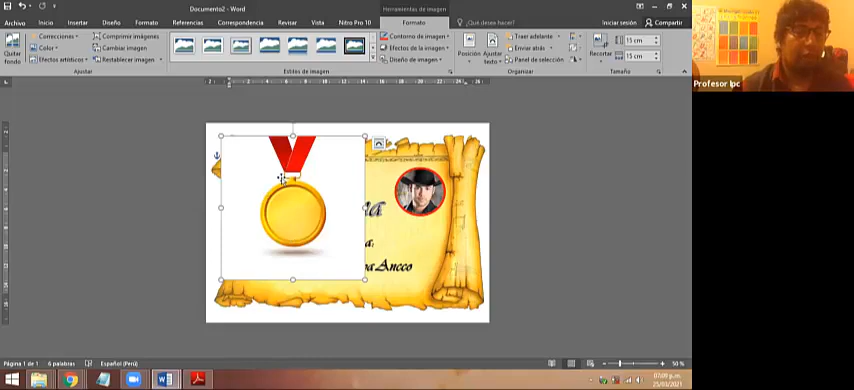 Documento2 - Word
Herramientas de imagen
Iniciar sesión
Compartir
Archivo Inicio Insertar Diseño Formato Referencias Correspondencia Revisar Vista Nitro Pro 10 Formato ¿Qué desea hacer?
Quitar fondo
Correcciones
Color
Efectos artísticos
Comprimir imágenes
Cambiar imagen
Restablecer imagen
Ajustar
Estilos de imagen
Contorno de imagen
Efectos de la imagen
Diseño de imagen
Posición
Ajustar texto
Traer adelante
Enviar atrás
Panel de selección
Organizar
Recortar
15 cm
15 cm
Tamaño
Profesor Ipc
a:
Ancco
Página 1 de 1 6 palabras Español (Perú)
50 %
07:09 p.m.
25/03/2021